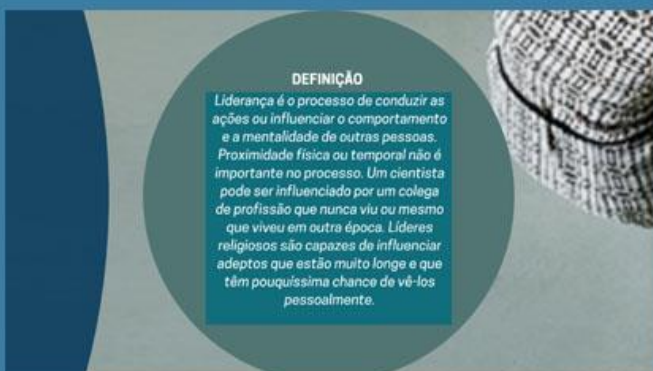 DEFINIÇÃO
Liderança é o processo de conduzir as
ações ou influenciar o comportamento
e a mentalidade de outras pessoas.
Proximidade física ou temporal não é
importante no processo. Um cientista
pode ser influenciado por um colega
de profissão que nunca viu ou mesmo
que viveu em outra época. Líderes
religiosos são capazes de influenciar
adeptos que estão muito longe e que
têm pouquíssima chance de vê-los
pessoalmente.